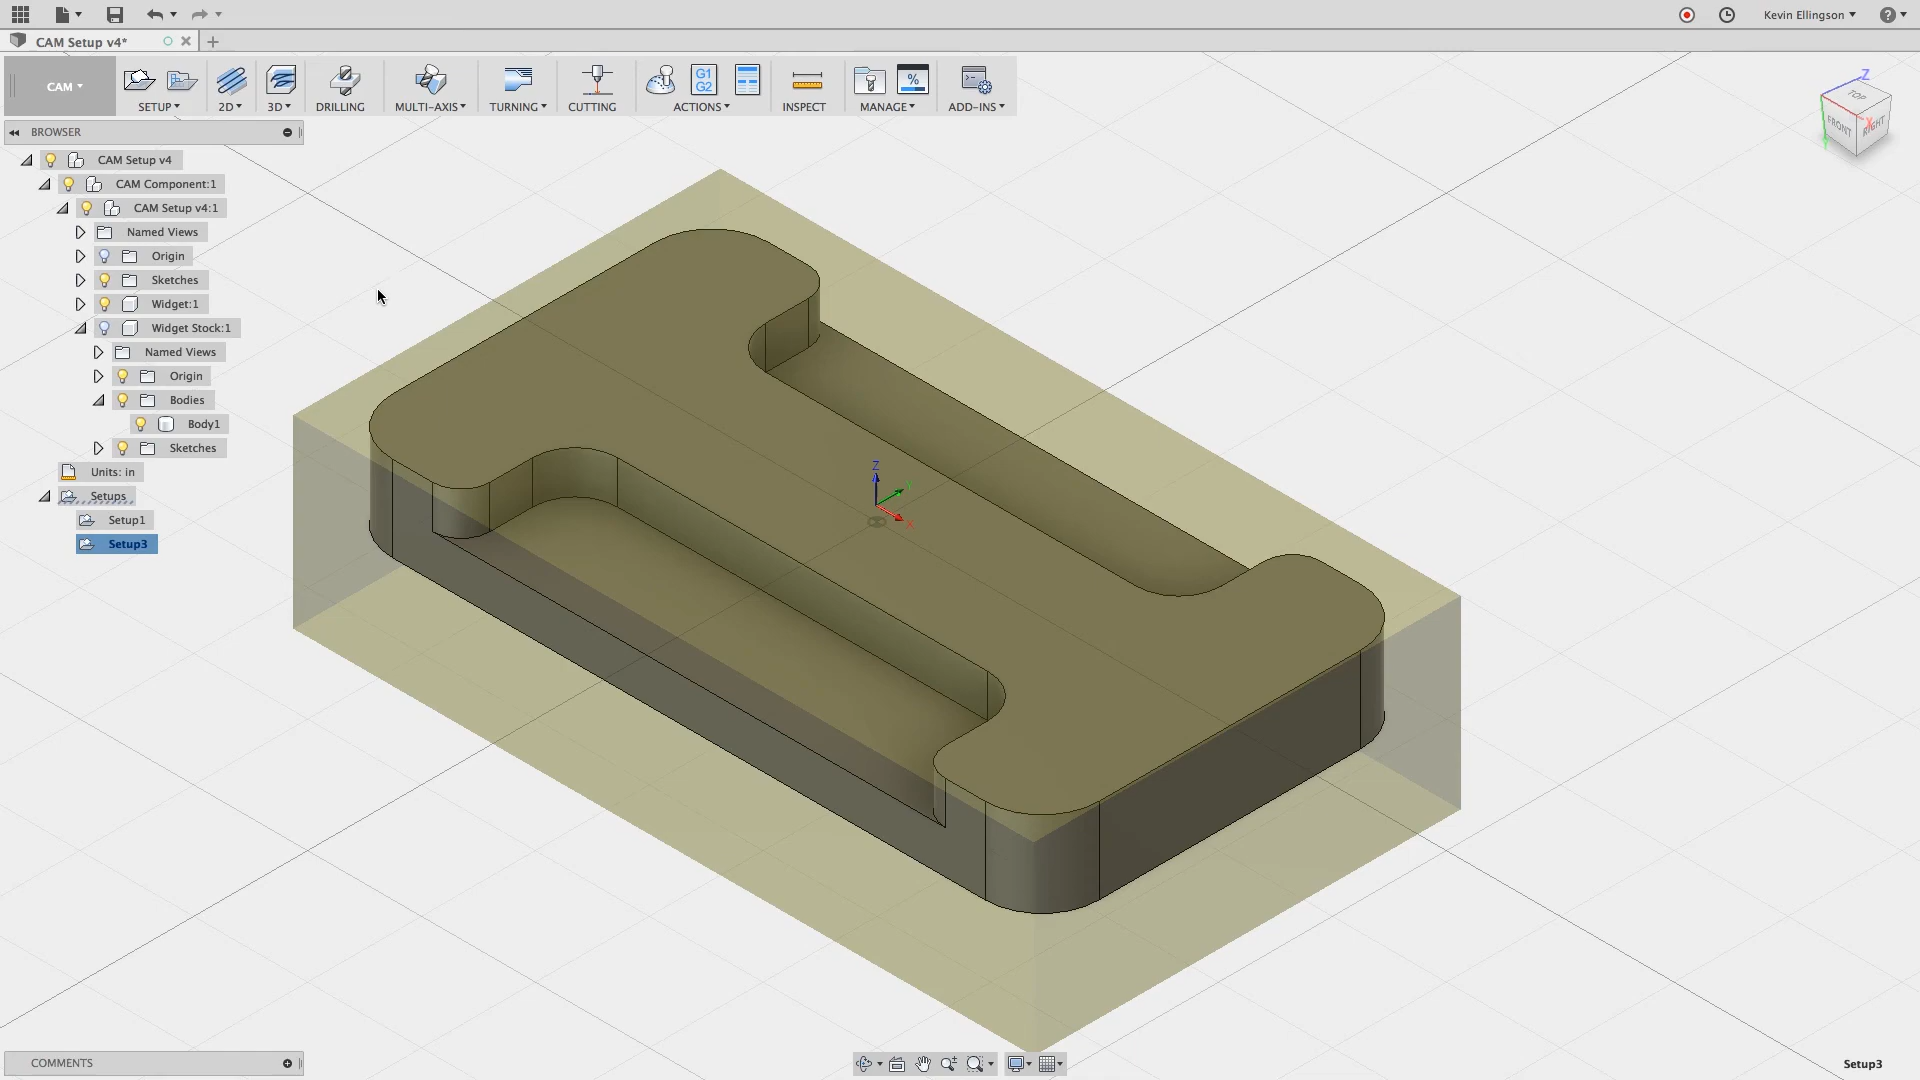 Kevin Ellingson
CAM Setup v4*
CAM
G1
G2
%
SETUP
2D
3D
DRILLING
MULTI-AXIS
TURNING
CUTTING
ACTIONS
INSPECT
MANAGE
ADD-INS
Z
TOP
FRONT
RIGHT
X
Y
BROWSER
CAM Setup v4
CAM Component:1
CAM Setup v4:1
Named Views
Origin
Sketches
Widget:1
Widget Stock:1
Named Views
Origin
Bodies
Body1
Sketches
Units: in
Setups
Setup1
Setup3
Z
Y
X
COMMENTS
Setup3